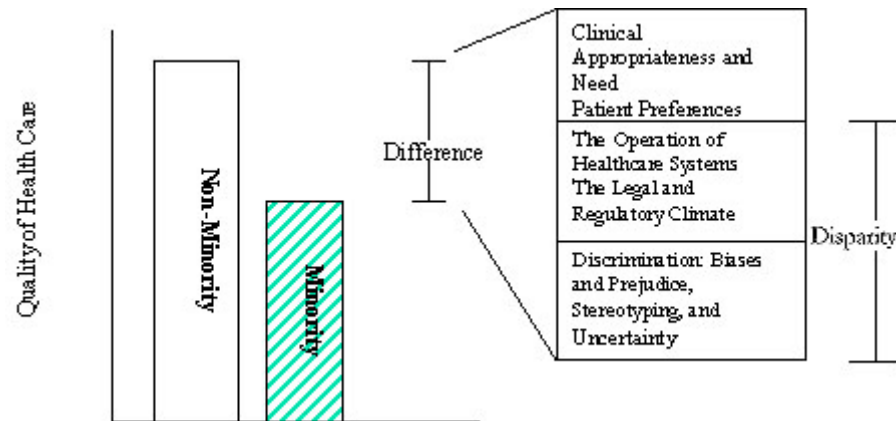 Quality of Health Care
Non-Minority
Minority
Difference
Clinical
Appropriateness and
Need
Patient Preferences
The Operation of
Healthcare Systems
The Legal and
Regulatory Climate
Discrimination: Biases
and Prejudice,
Stereotyping, and
Uncertainty
Disparity